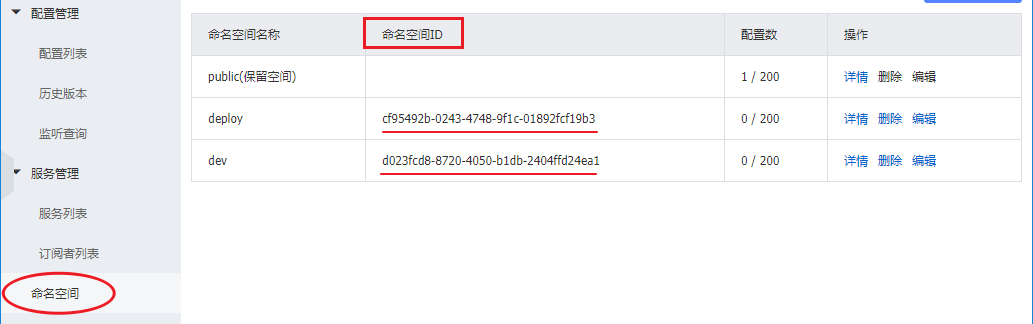 配置管理
配置列表
历史版本
监听查询
服务管理
服务列表
订阅者列表
命名空间
命名空间名称 命名空间ID 配置数 操作
public(保留空间) 1 / 200 详情 删除 编辑
deploy cf95492b-0243-4748-9f1c-01892fcf19b3 0 / 200 详情 删除 编辑
dev d023fcd8-8720-4050-b1db-2404ffd24ea1 0 / 200 详情 删除 编辑